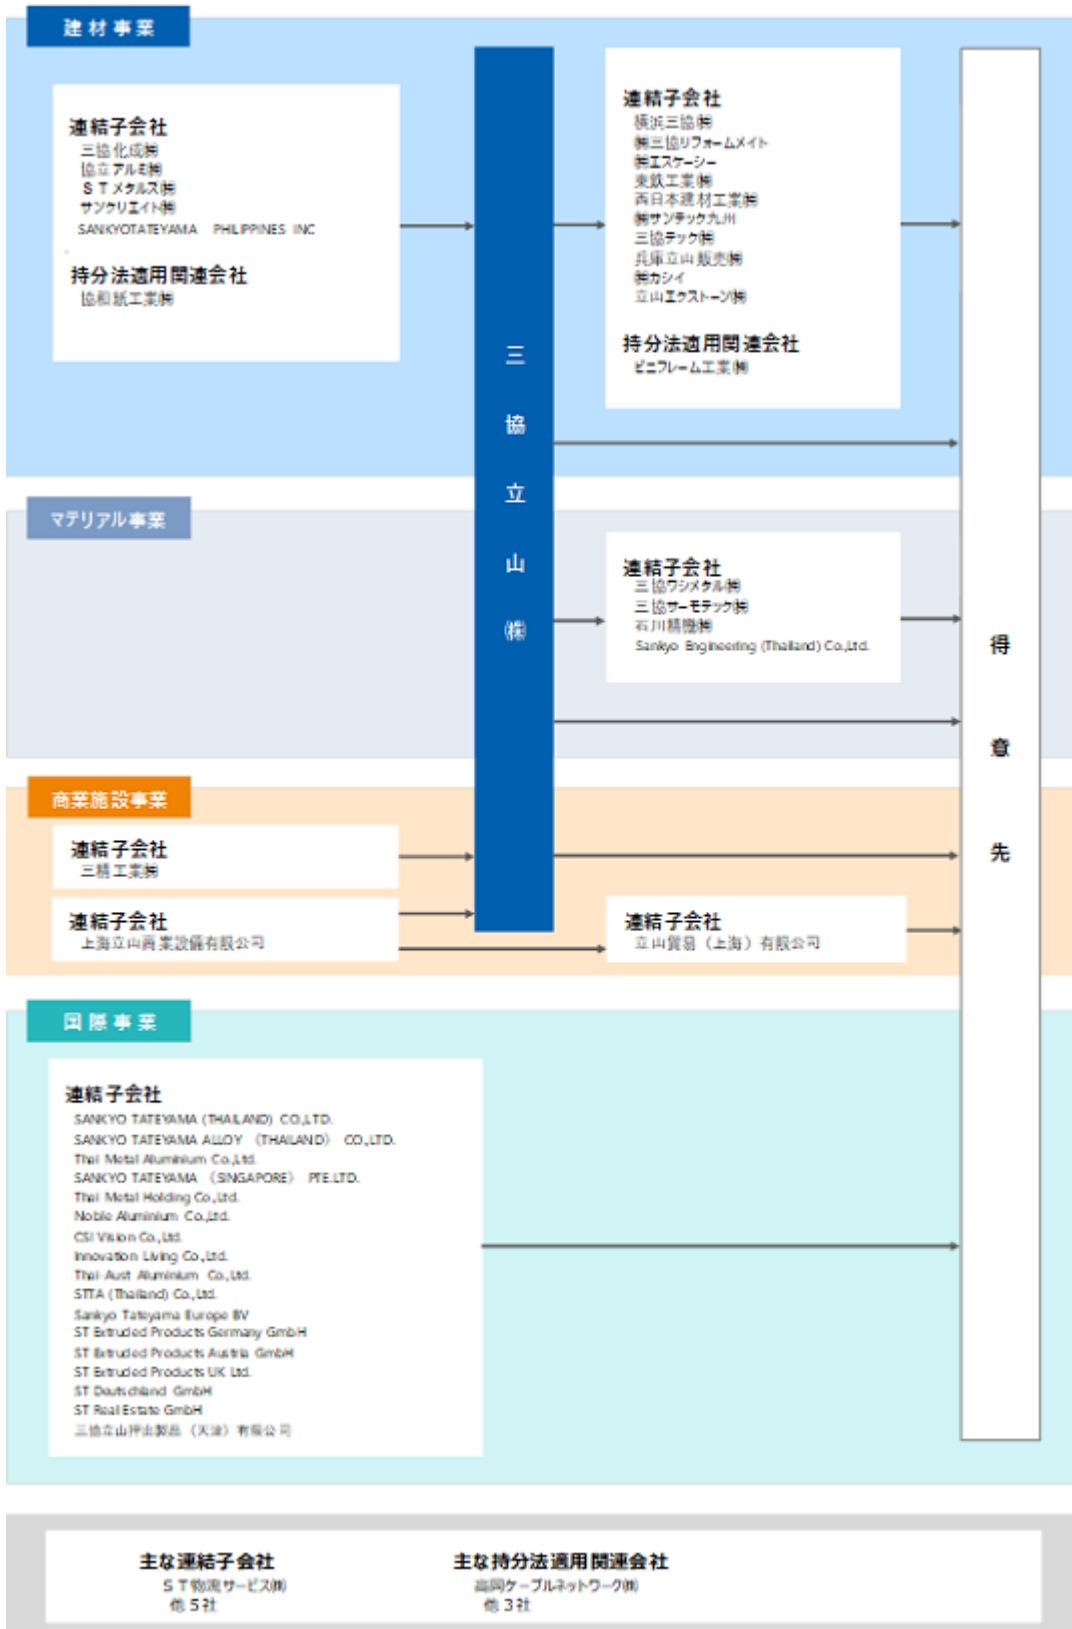 建材事業
連結子会社
三協化成㈱
協立アルミ㈱
ＳＴメタルズ㈱
サンクリエイト㈱
SANKYOTATEYAMA PHILIPPINES INC
持分法適用関連会社
協和紙工業㈱
連結子会社
横浜三協㈱
㈱三協リフォームメイト
㈱エスケーシー
東鉄工業㈱
西日本建材工業㈱
㈱サンテック九州
三協テック㈱
兵庫立山販売㈱
㈱カシイ
立山エクストーン㈱
持分法適用関連会社
ビニフレーム工業㈱
三協立山㈱
得意先
マテリアル事業
連結子会社
三協ワシメタル㈱
三協サーモテック㈱
石川精機㈱
Sankyo Engineering (Thailand) Co.,Ltd.
商業施設事業
連結子会社
三精工業㈱
連結子会社
上海立山商業設備有限公司
連結子会社
立山貿易（上海）有限公司
国際事業
連結子会社
SANKYO TATEYAMA (THAILAND) CO.,LTD.
SANKYO TATEYAMA ALLOY （THAILAND） CO.,LTD.
Thai Metal Aluminium Co.,Ltd.
SANKYO TATEYAMA （SINGAPORE） PTE.LTD.
Thai Metal Holding Co.,Ltd.
Noble Aluminium Co.,Ltd.
CSI Vision Co.,Ltd.
Innovation Living Co.,Ltd.
Thai-Aust Aluminium Co.,Ltd.
STTA (Thailand) Co.,Ltd.
Sankyo Tateyama Europe BV
ST Extruded Products Germany GmbH
ST Extruded Products Austria GmbH
ST Extruded Products UK Ltd.
ST Deutschland GmbH
ST Real Estate GmbH
三協立山押出製品（天津）有限公司
主な連結子会社
ＳＴ物流サービス㈱
他５社
主な持分法適用関連会社
高岡ケーブルネットワーク㈱
他３社